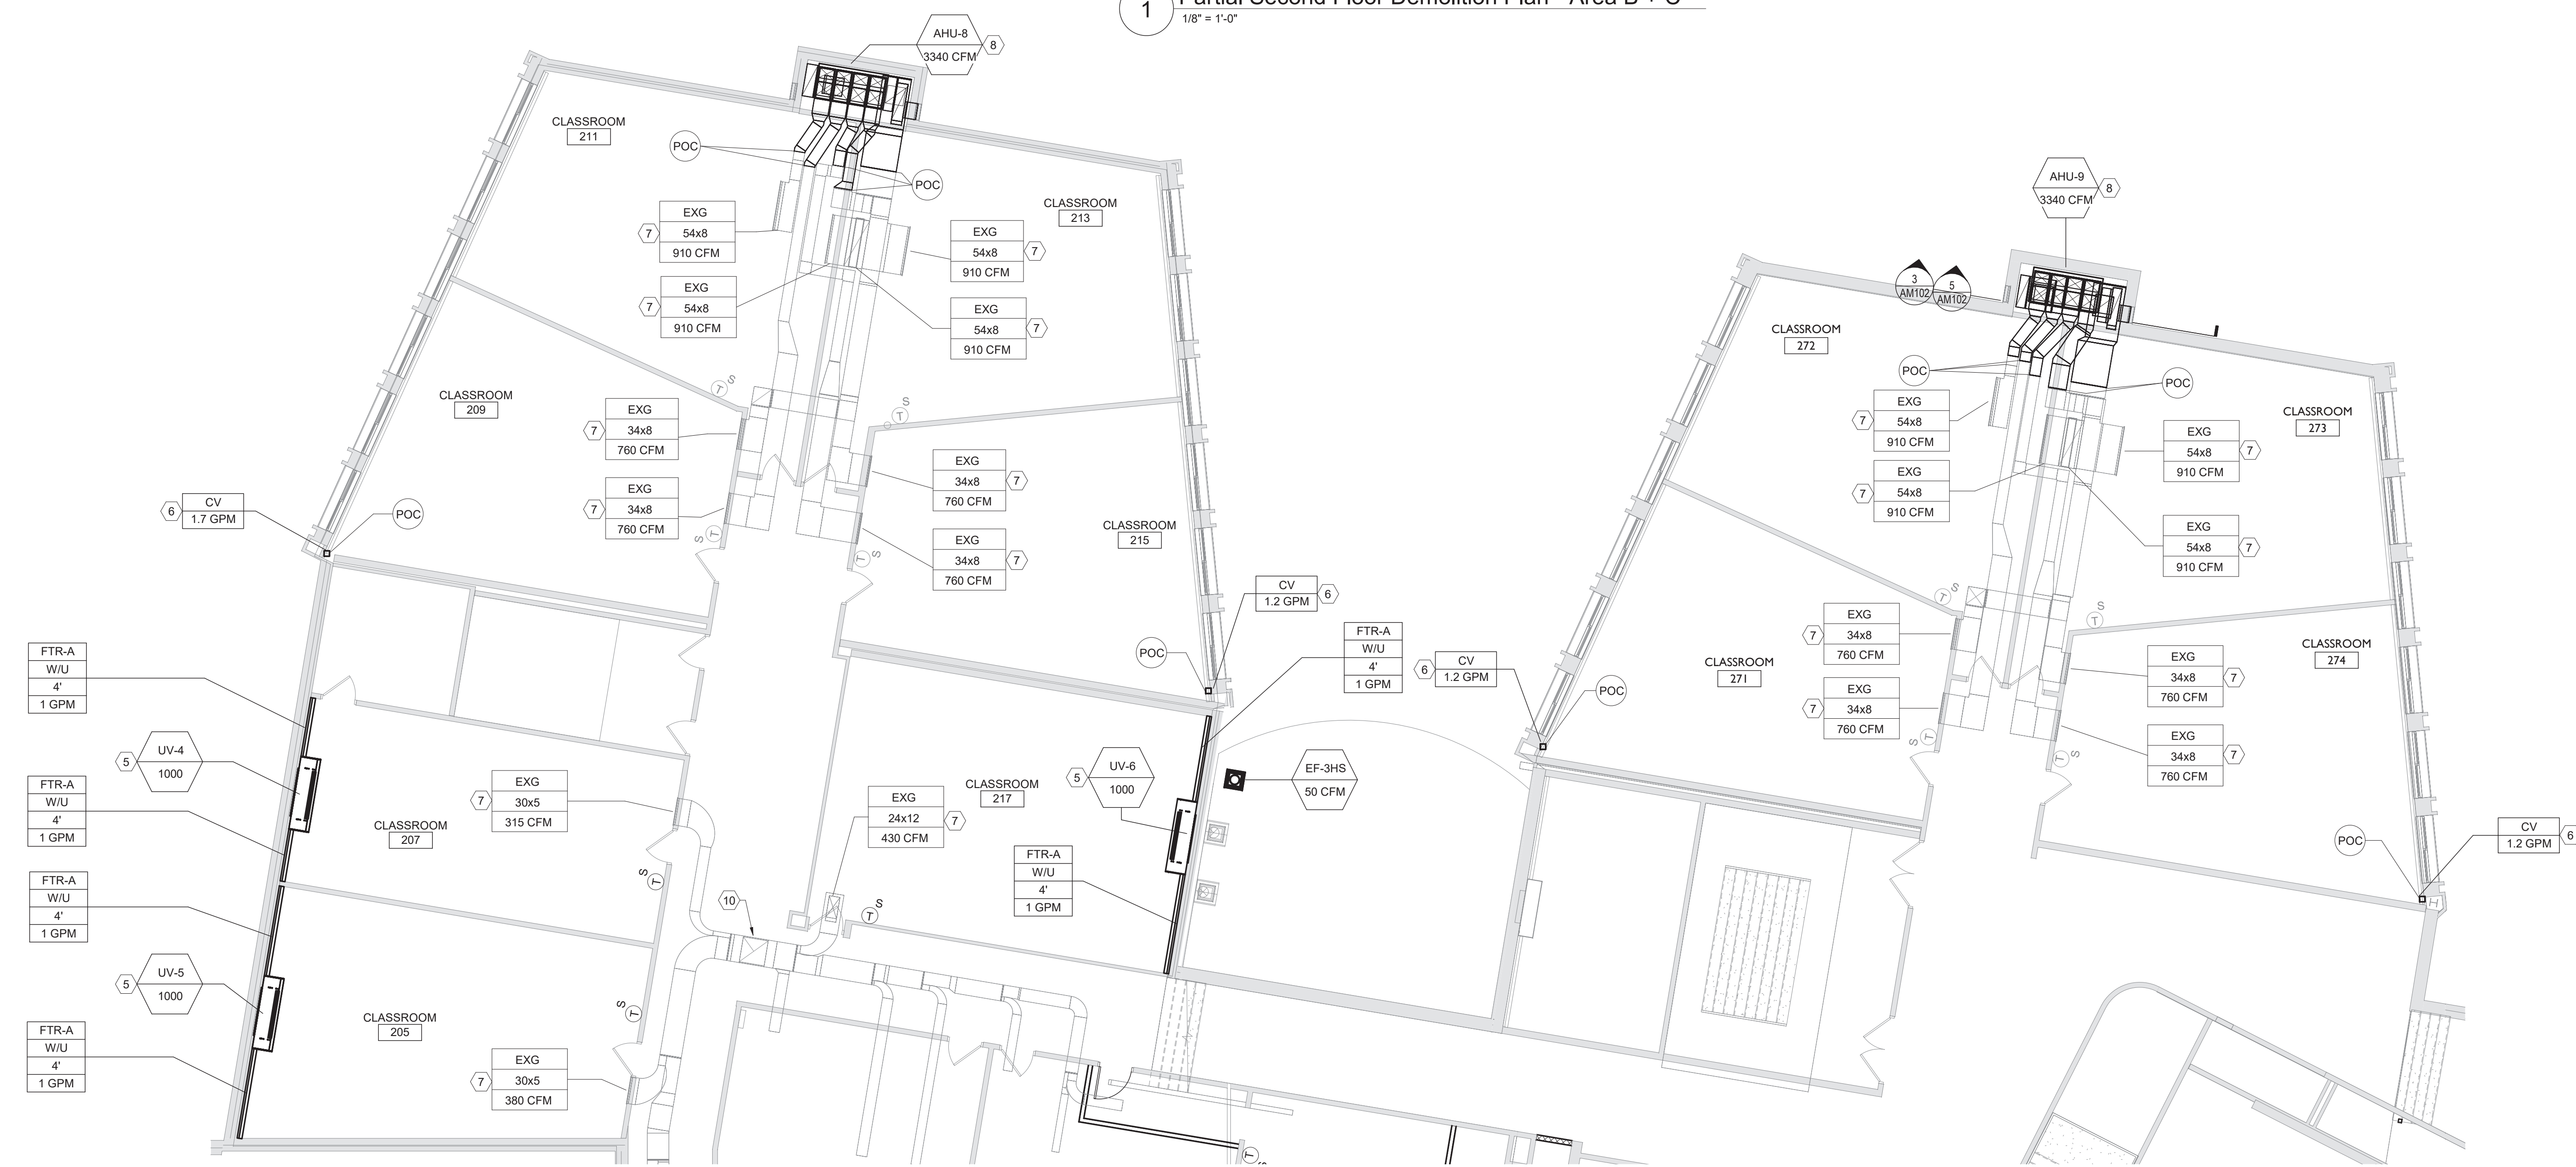 1
Partial Second Floor Demolition Plan - Area B + C
1/8" = 1'-0"
AHU-8
3340 CFM
8
CLASSROOM
211
POC
POC
CLASSROOM
213
EXG
54x8
910 CFM
7
EXG
54x8
910 CFM
7
EXG
54x8
910 CFM
7
EXG
54x8
910 CFM
7
AHU-9
3340 CFM
8
3
AM102
5
AM102
CLASSROOM
272
POC
POC
CLASSROOM
273
EXG
54x8
910 CFM
7
EXG
54x8
910 CFM
7
EXG
54x8
910 CFM
7
EXG
54x8
910 CFM
7
CLASSROOM
209
T S
T S
EXG
34x8
760 CFM
7
EXG
34x8
760 CFM
7
EXG
34x8
760 CFM
7
EXG
34x8
760 CFM
7
T S
T S
CLASSROOM
215
6
CV
1.7 GPM
POC
CV
1.2 GPM
6
POC
FTR-A
W/U
4'
1 GPM
6
CV
1.2 GPM
POC
CLASSROOM
271
T S
T S
EXG
34x8
760 CFM
7
EXG
34x8
760 CFM
7
EXG
34x8
760 CFM
7
EXG
34x8
760 CFM
7
T S
T S
CLASSROOM
274
POC
CV
1.2 GPM
6
FTR-A
W/U
4'
1 GPM
5
UV-4
1000
FTR-A
W/U
4'
1 GPM
FTR-A
W/U
4'
1 GPM
5
UV-5
1000
FTR-A
W/U
4'
1 GPM
CLASSROOM
207
7
EXG
30x5
315 CFM
T S
T S
10
CLASSROOM
205
7
EXG
30x5
380 CFM
CLASSROOM
217
EXG
24x12
430 CFM
7
T S
5
UV-6
1000
FTR-A
W/U
4'
1 GPM
EF-3HS
50 CFM
T